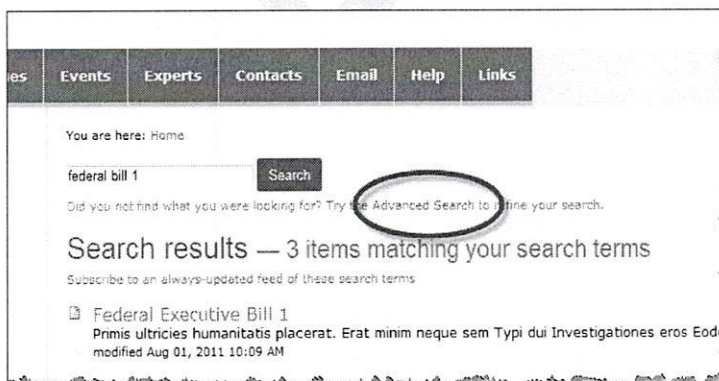 Events Experts Contacts Email Help Links
You are here: Home
federal bill 1 Search
Did you not find what you were looking for? Try the Advanced Search to refine your search.
Search results — 3 items matching your search terms
Subscribe to an always-updated feed of these search terms
Federal Executive Bill 1
Primis ultricies humanitatis placerat. Erat minim neque sem Typi dui Investigationes eros
modified Aug 01, 2011 10:09 AM